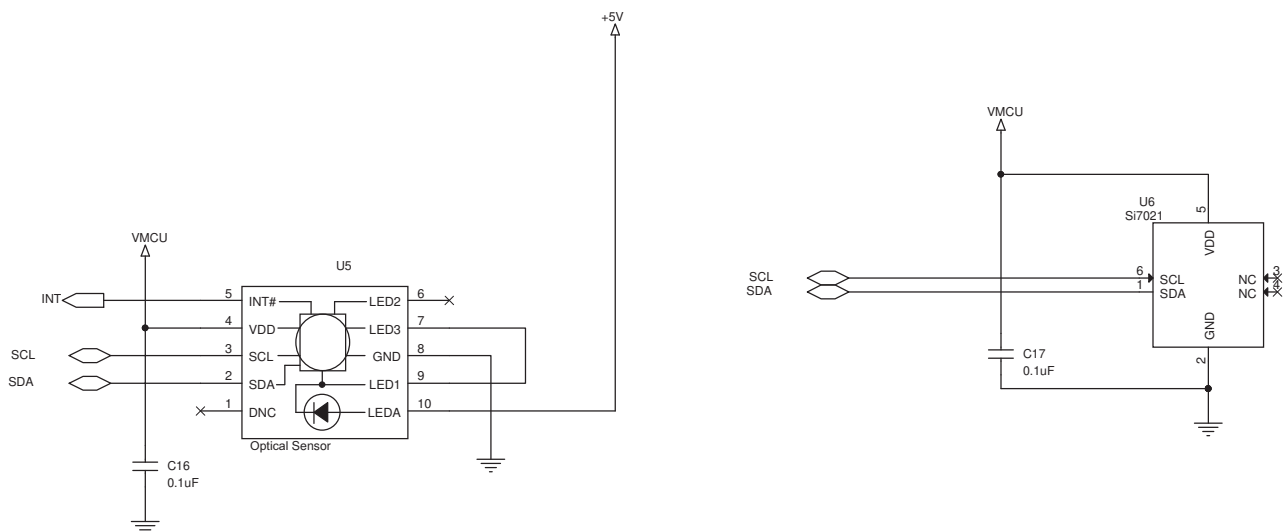 +5V
VMCU
U5
INT
5 INT# LED2 6
4 VDD LED3 7
SCL 3 SCL GND 8
SDA 2 SDA LED1 9
1 DNC LEDA 10
Optical Sensor
C16
0.1uF
VMCU
U6
Si7021
5
VDD
SCL 6 SCL NC 3
SDA 1 SDA NC 4
GND
2
C17
0.1uF